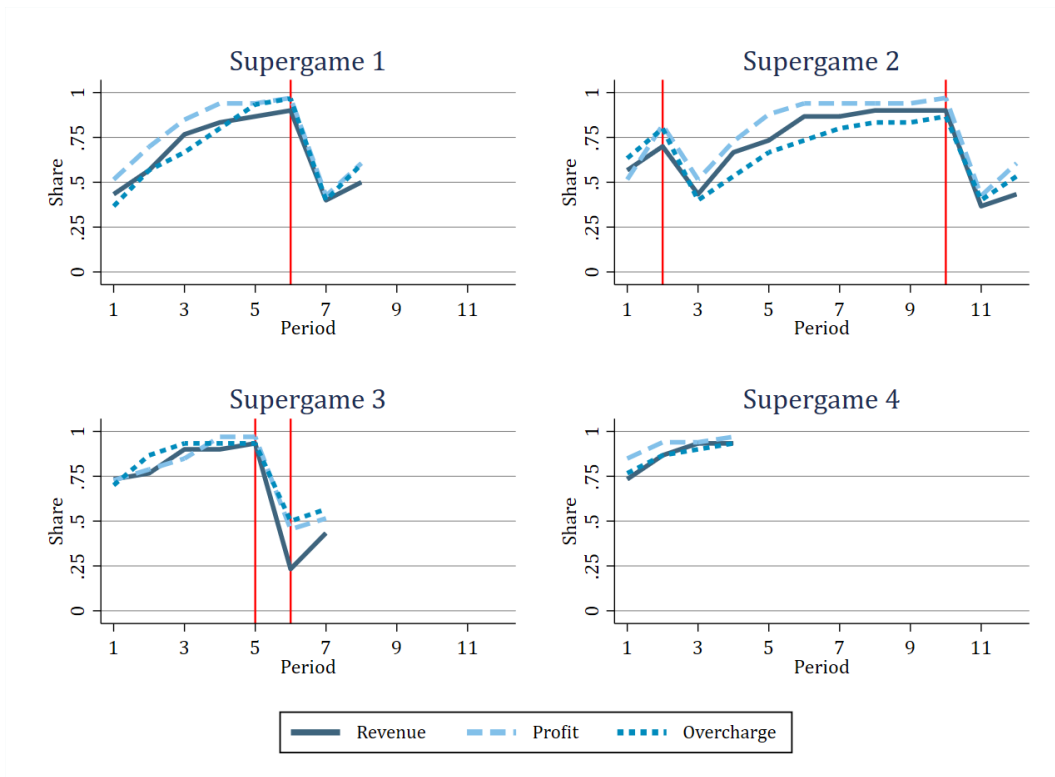 Supergame 1
Share
1
.75
.5
.25
0
1 3 5 7 9 11
Period
Supergame 2
Share
1
.75
.5
.25
0
1 3 5 7 9 11
Period
Supergame 3
Share
1
.75
.5
.25
0
1 3 5 7 9 11
Period
Supergame 4
Share
1
.75
.5
.25
0
1 3 5 7 9 11
Period
Revenue Profit Overcharge